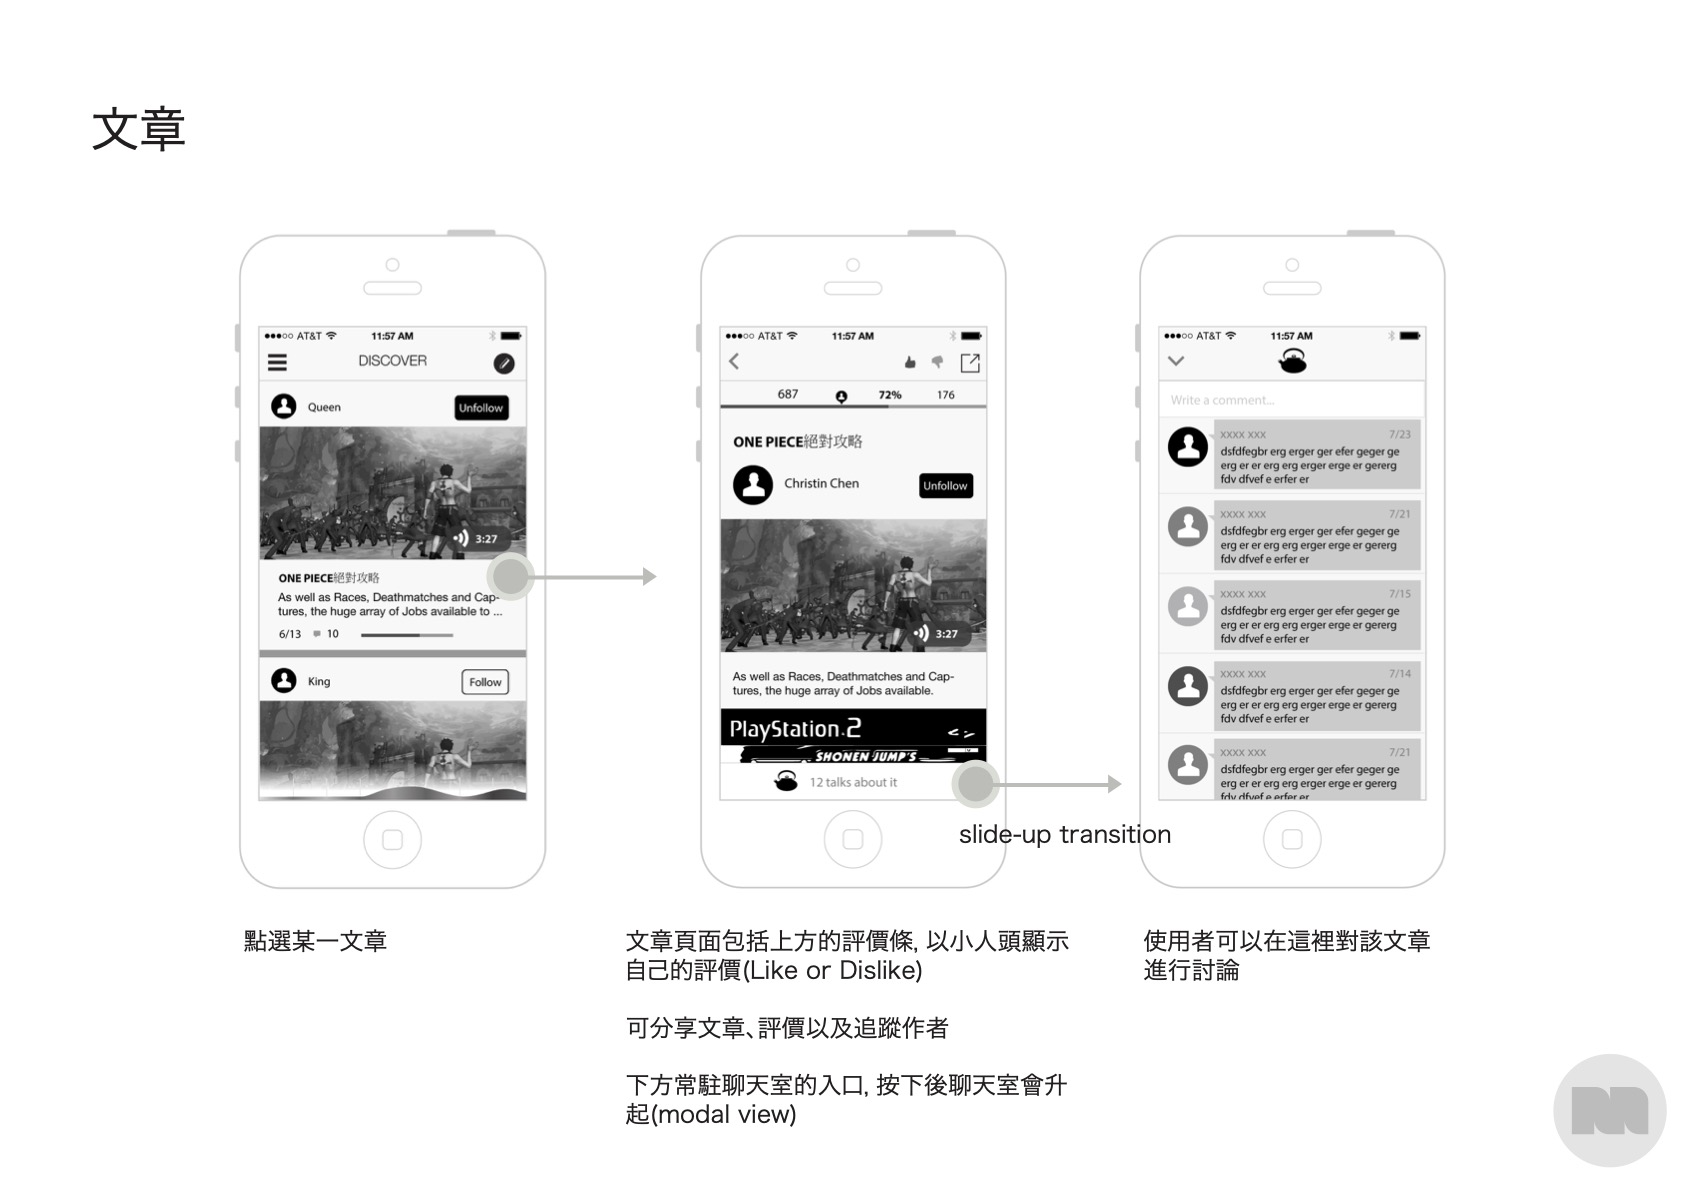 文章
●●●○○ AT&T 11:57 AM
DISCOVER
Queen
Unfollow
3:27
ONE PIECE絕對攻略
As well as Races, Deathmatches and Cap-
tures, the huge array of Jobs available to ...
6/13 10
King
Follow
點選某一文章
●●●○○ AT&T 11:57 AM
687 72% 176
ONE PIECE絕對攻略
Christin Chen
Unfollow
3:27
As well as Races, Deathmatches and Cap-
tures, the huge array of Jobs available.
PlayStation.2
SHONEN JUMP'S
12 talks about it
slide-up transition
文章頁面包括上方的評價條, 以小人頭顯示
自己的評價(Like or Dislike)
可分享文章、評價以及追蹤作者
下方常駐聊天室的入口, 按下後聊天室會升
起(modal view)
●●●○○ AT&T 11:57 AM
Write a comment...
XXXX XXX 7/23
dsfdfegbr erg erger ger efer geger ge
erg er er erg erg erger erge er gererg
fdv dfvef e erfer er
XXXX XXX 7/21
dsfdfegbr erg erger ger efer geger ge
erg er er erg erg erger erge er gererg
fdv dfvef e erfer er
XXXX XXX 7/15
dsfdfegbr erg erger ger efer geger ge
erg er er erg erg erger erge er gererg
fdv dfvef e erfer er
XXXX XXX 7/14
dsfdfegbr erg erger ger efer geger ge
erg er er erg erg erger erge er gererg
fdv dfvef e erfer er
XXXX XXX 7/21
dsfdfegbr erg erger ger efer geger ge
erg er er erg erg erger erge er gererg
fdv dfvef e erfer er
使用者可以在這裡對該文章
進行討論